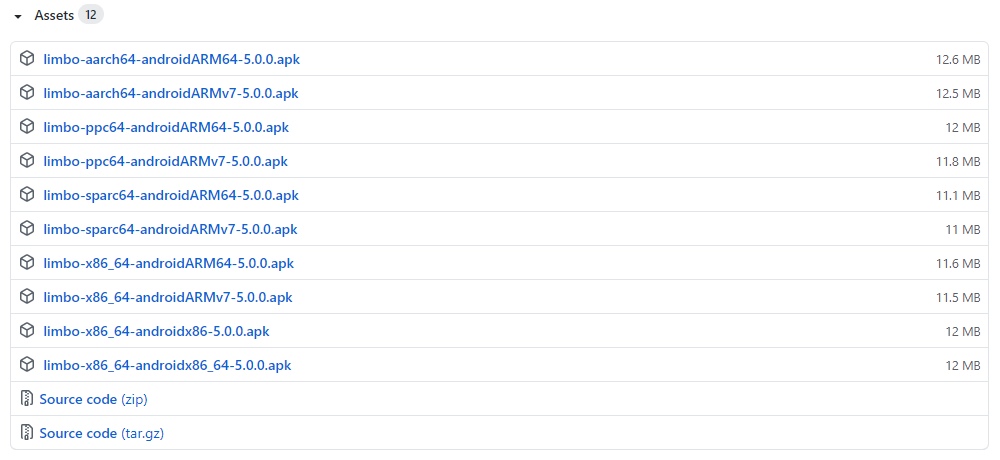 Assets 12
limbo-aarch64-androidARM64-5.0.0.apk 12.6 MB
limbo-aarch64-androidARMv7-5.0.0.apk 12.5 MB
limbo-ppc64-androidARM64-5.0.0.apk 12 MB
limbo-ppc64-androidARMv7-5.0.0.apk 11.8 MB
limbo-sparc64-androidARM64-5.0.0.apk 11.1 MB
limbo-sparc64-androidARMv7-5.0.0.apk 11 MB
limbo-x86_64-androidARM64-5.0.0.apk 11.6 MB
limbo-x86_64-androidARMv7-5.0.0.apk 11.5 MB
limbo-x86_64-androidx86-5.0.0.apk 12 MB
limbo-x86_64-androidx86_64-5.0.0.apk 12 MB
Source code (zip)
Source code (tar.gz)